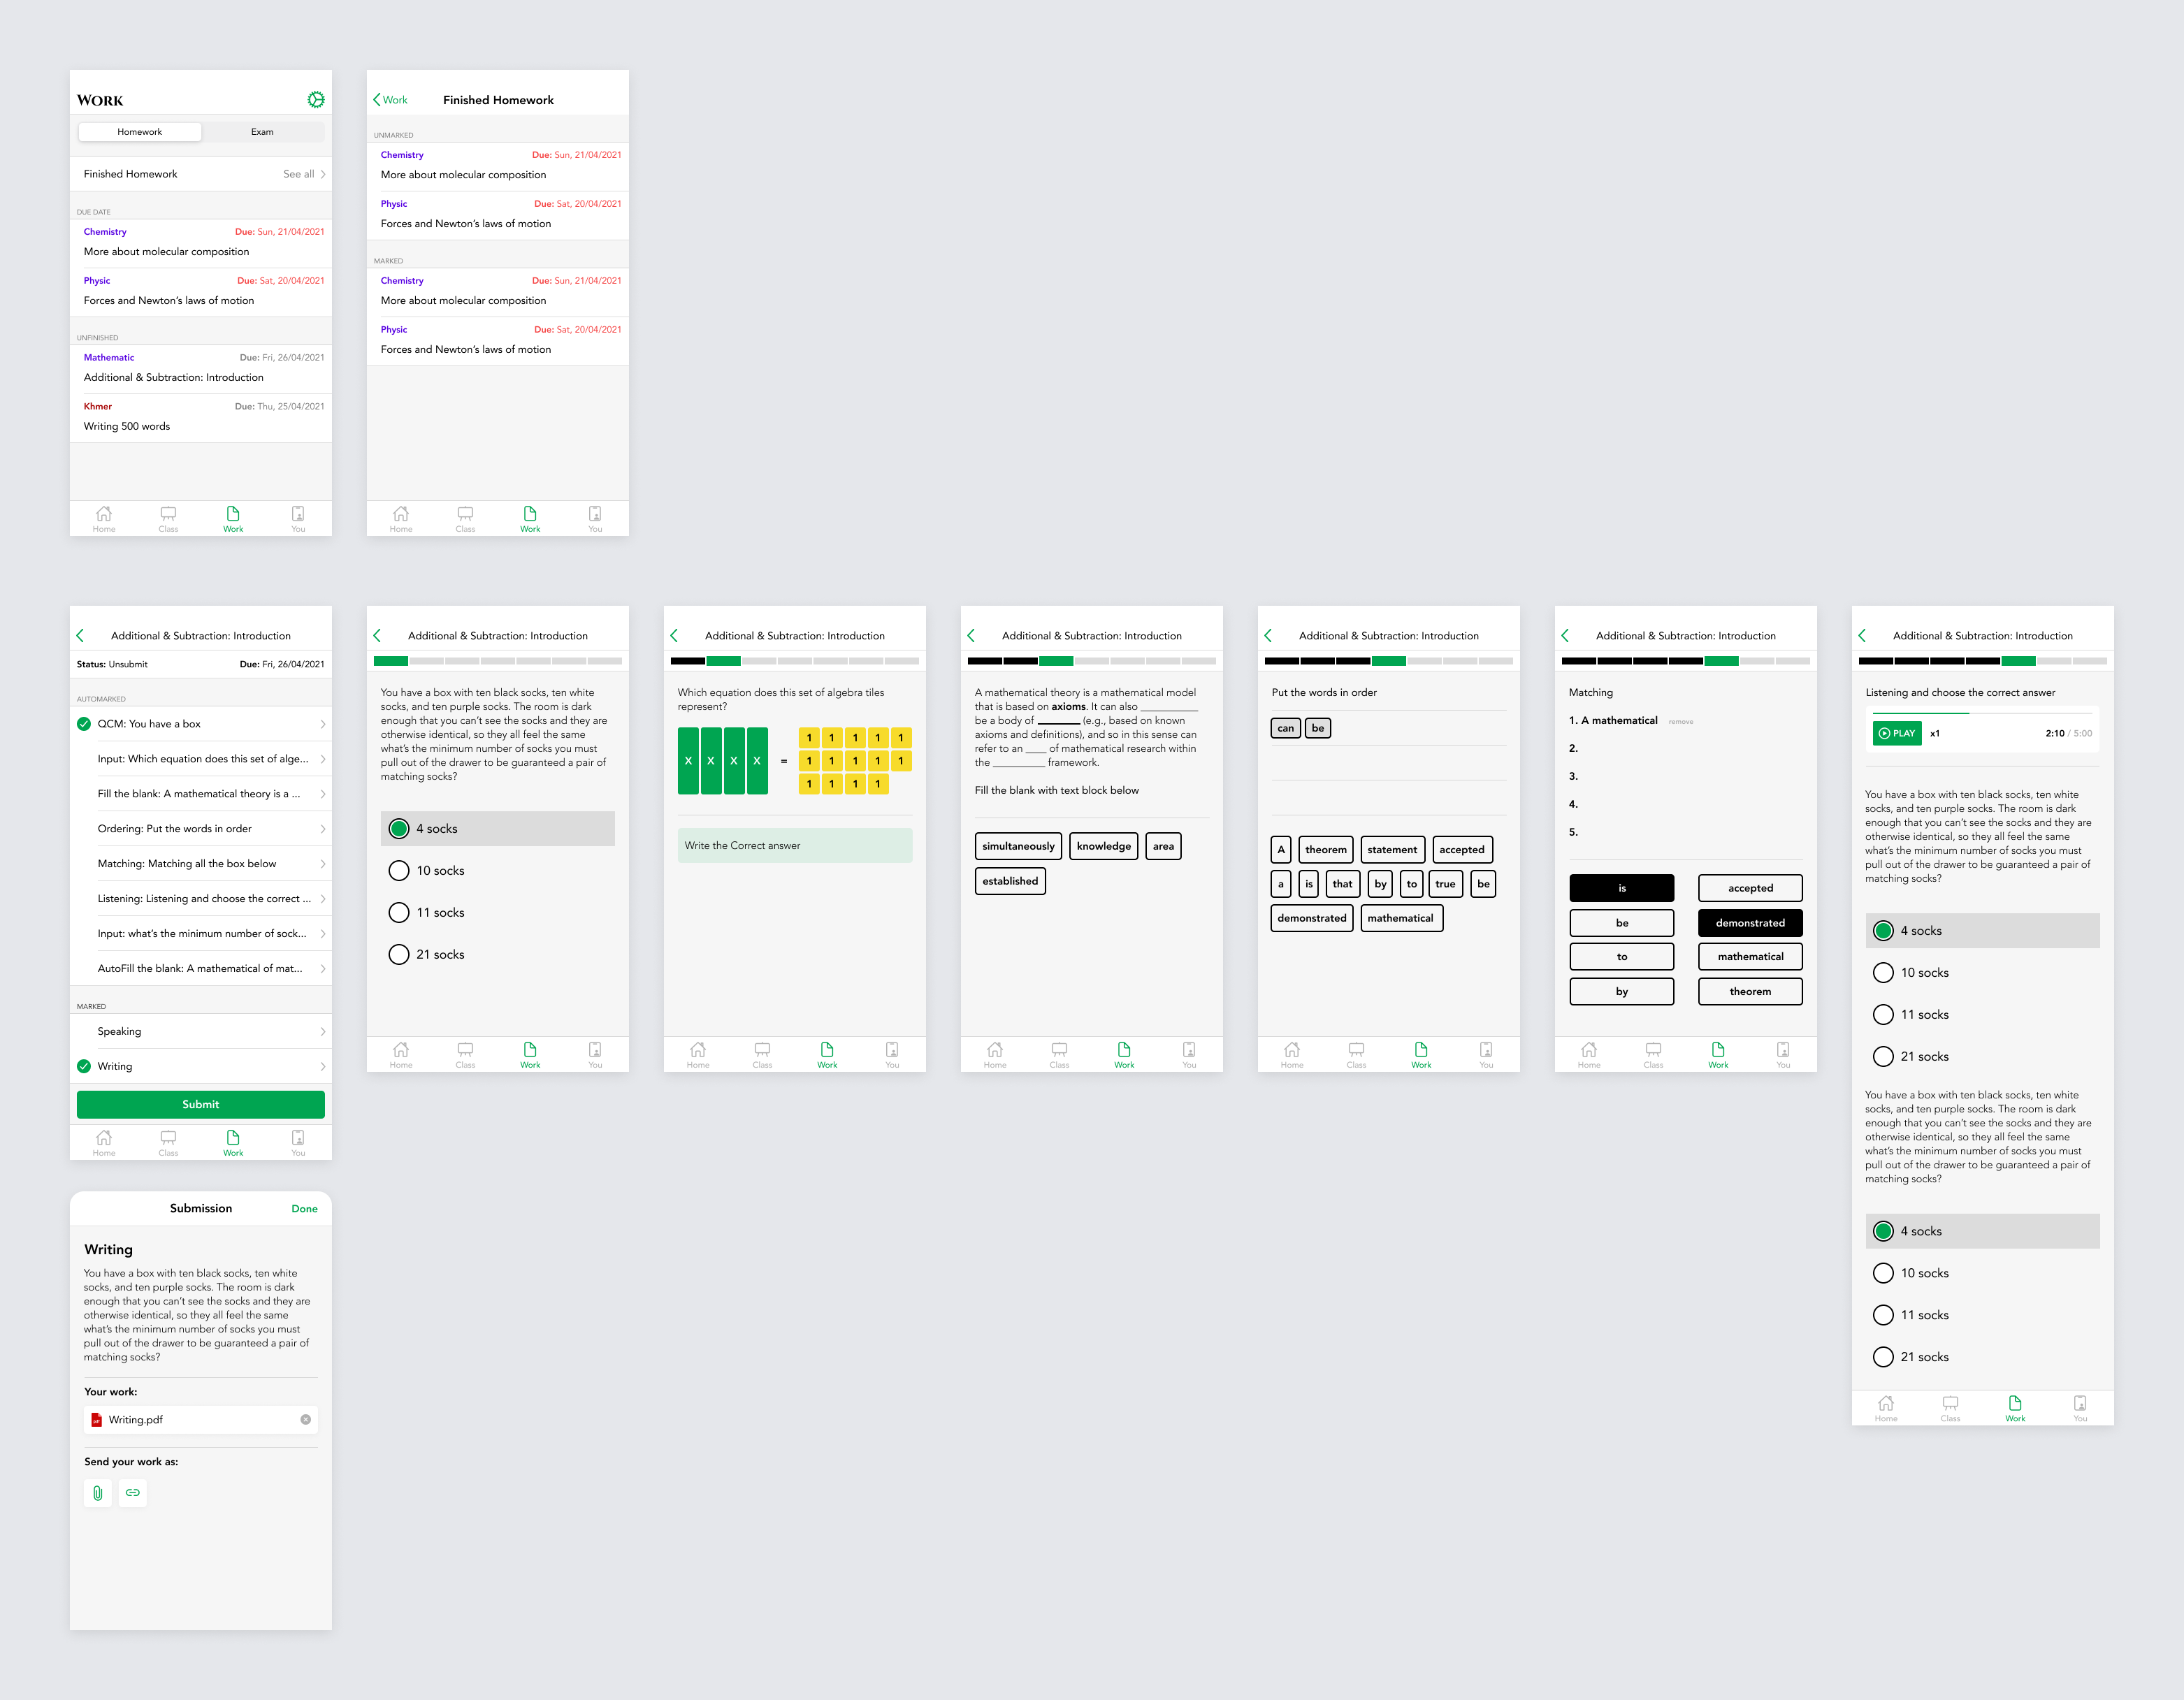 WORK
Homework Exam
Finished Homework See all
DUE DATE
Chemistry Due: Sun, 21/04/2021
More about molecular composition
Physic Due: Sat, 20/04/2021
Forces and Newton's laws of motion
UNFINISHED
Mathematic Due: Fri, 26/04/2021
Additional & Subtraction: Introduction
Khmer Due: Thu, 25/04/2021
Writing 500 words
Home Class Work You
Work Finished Homework
UNMARKED
Chemistry Due: Sun, 21/04/2021
More about molecular composition
Physic Due: Sat, 20/04/2021
Forces and Newton's laws of motion
MARKED
Chemistry Due: Sun, 21/04/2021
More about molecular composition
Physic Due: Sat, 20/04/2021
Forces and Newton's laws of motion
Home Class Work You
Additional & Subtraction: Introduction
Status: Unsubmit Due: Fri, 26/04/2021
AUTOMARKED
QCM: You have a box
Input: Which equation does this set of alge...
Fill the blank: A mathematical theory is a ...
Ordering: Put the words in order
Matching: Matching all the box below
Listening: Listening and choose the correct ...
Input: what's the minimum number of sock...
AutoFill the blank: A mathematical of mat...
MARKED
Speaking
Writing
Submit
Home Class Work You
Additional & Subtraction: Introduction
You have a box with ten black socks, ten white
socks, and ten purple socks. The room is dark
enough that you can't see the socks and they are
otherwise identical, so they all feel the same
what's the minimum number of socks you must
pull out of the drawer to be guaranteed a pair of
matching socks?
4 socks
10 socks
11 socks
21 socks
Home Class Work You
Additional & Subtraction: Introduction
Which equation does this set of algebra tiles
represent?
X X X X = 1 1 1 1 1
1 1 1 1 1
1 1 1 1
Write the Correct answer
Home Class Work You
Additional & Subtraction: Introduction
A mathematical theory is a mathematical model
that is based on axioms. It can also __________
be a body of ________ (e.g., based on known
axioms and definitions), and so in this sense can
refer to an ____ of mathematical research within
the __________ framework.
Fill the blank with text block below
simultaneously knowledge area
established
Home Class Work You
Additional & Subtraction: Introduction
Put the words in order
can be
A theorem statement accepted
a is that by to true be
demonstrated mathematical
Home Class Work You
Additional & Subtraction: Introduction
Matching
1. A mathematical remove
2.
3.
4.
5.
is accepted
be demonstrated
to mathematical
by theorem
Home Class Work You
Additional & Subtraction: Introduction
Listening and choose the correct answer
PLAY x1 2:10 / 5:00
You have a box with ten black socks, ten white
socks, and ten purple socks. The room is dark
enough that you can't see the socks and they are
otherwise identical, so they all feel the same
what's the minimum number of socks you must
pull out of the drawer to be guaranteed a pair of
matching socks?
4 socks
10 socks
11 socks
21 socks
You have a box with ten black socks, ten white
socks, and ten purple socks. The room is dark
enough that you can't see the socks and they are
otherwise identical, so they all feel the same
what's the minimum number of socks you must
pull out of the drawer to be guaranteed a pair of
matching socks?
4 socks
10 socks
11 socks
21 socks
Home Class Work You
Submission Done
Writing
You have a box with ten black socks, ten white
socks, and ten purple socks. The room is dark
enough that you can't see the socks and they are
otherwise identical, so they all feel the same
what's the minimum number of socks you must
pull out of the drawer to be guaranteed a pair of
matching socks?
Your work:
Writing.pdf
Send your work as: